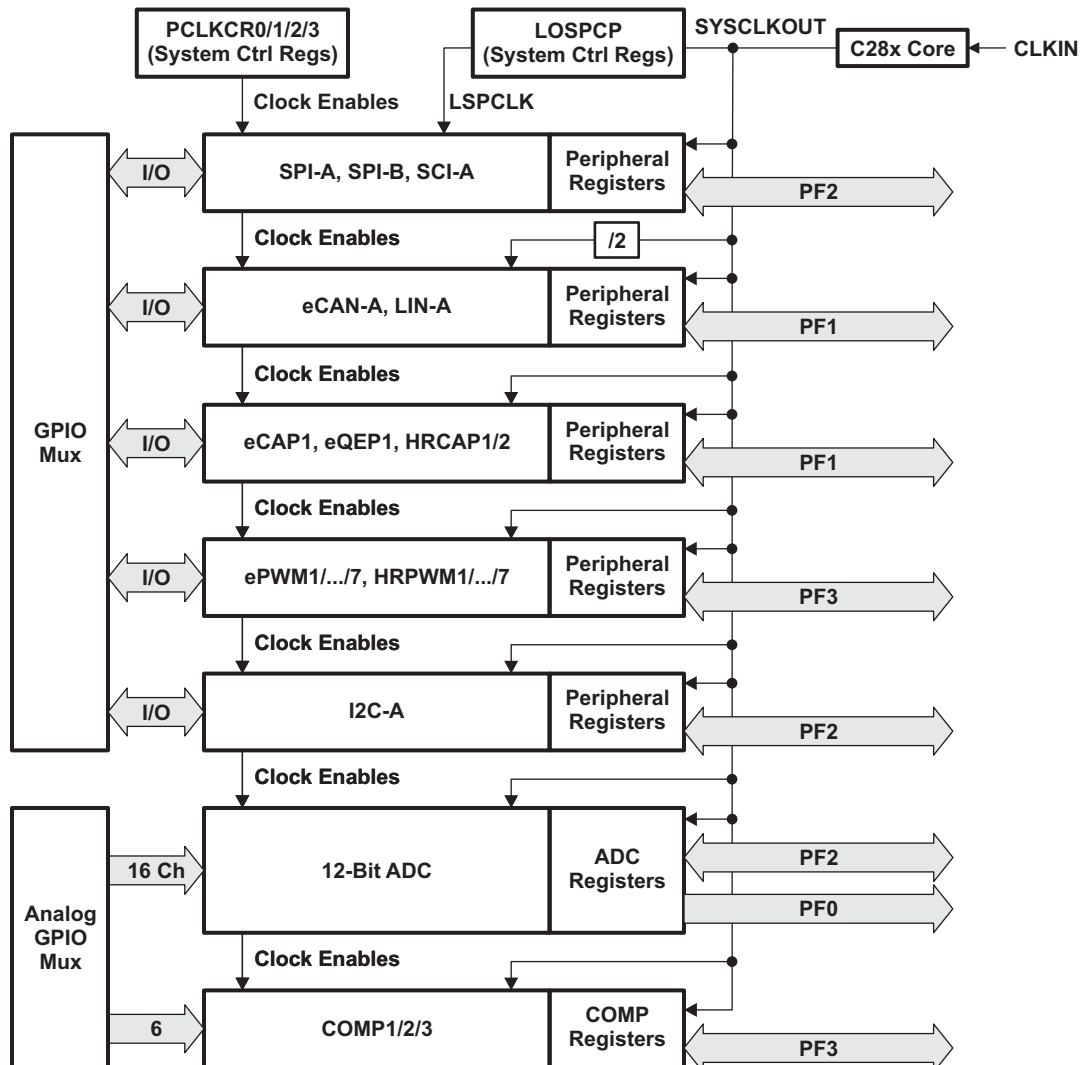 PCLKCR0/1/2/3
(System Ctrl Regs)
LOSPCP
(System Ctrl Regs)
SYSCLKOUT
C28x Core
CLKIN
Clock Enables
LSPCLK
I/O
SPI-A, SPI-B, SCI-A
Peripheral
Registers
PF2
Clock Enables
/2
I/O
eCAN-A, LIN-A
Peripheral
Registers
PF1
Clock Enables
GPIO
Mux
I/O
eCAP1, eQEP1, HRCAP1/2
Peripheral
Registers
PF1
Clock Enables
I/O
ePWM1/.../7, HRPWM1/.../7
Peripheral
Registers
PF3
Clock Enables
I/O
I2C-A
Peripheral
Registers
PF2
Clock Enables
16 Ch
12-Bit ADC
ADC
Registers
PF2
PF0
Analog
GPIO
Mux
Clock Enables
6
COMP1/2/3
COMP
Registers
PF3